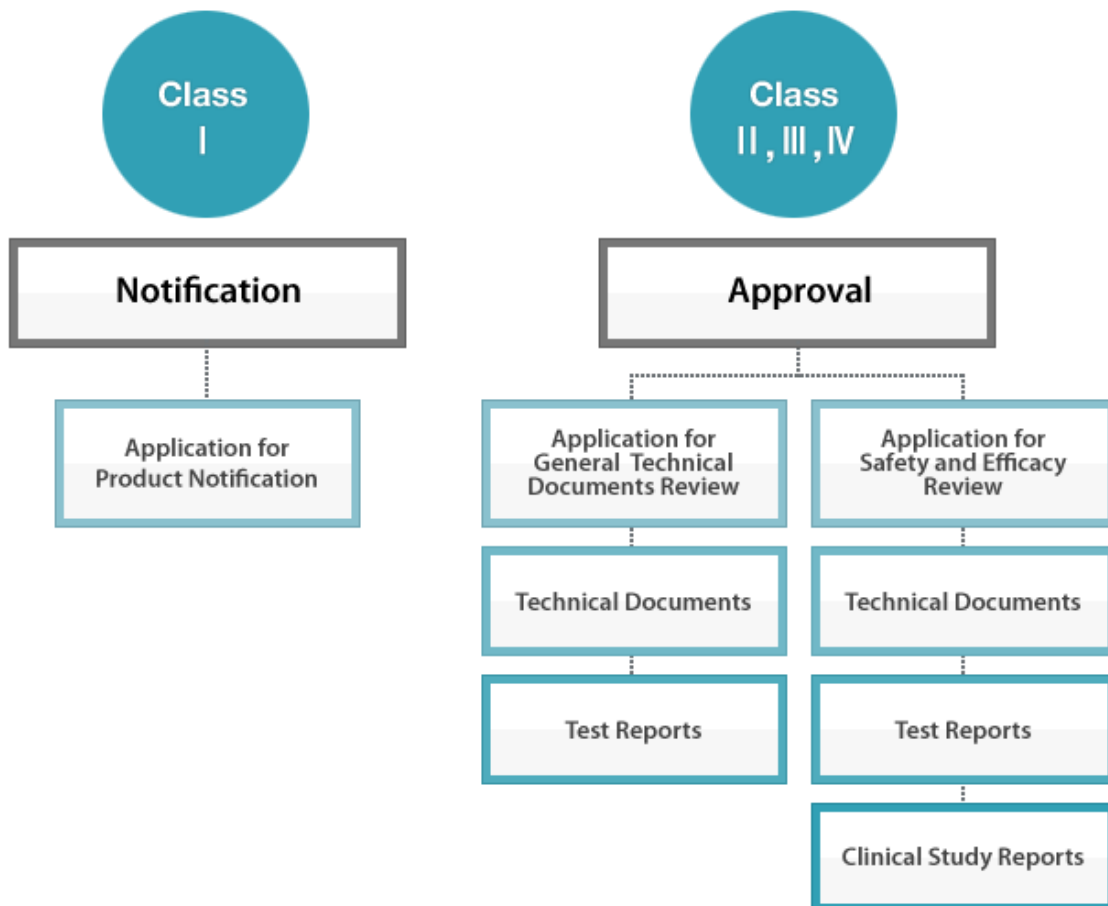 Class
Ⅰ
Notification
Application for
Product Notification
Class
ⅠⅠ , Ⅲ , Ⅳ
Approval
Application for
General Technical
Documents Review
Technical Documents
Test Reports
Application for
Safety and Efficacy
Review
Technical Documents
Test Reports
Clinical Study Reports